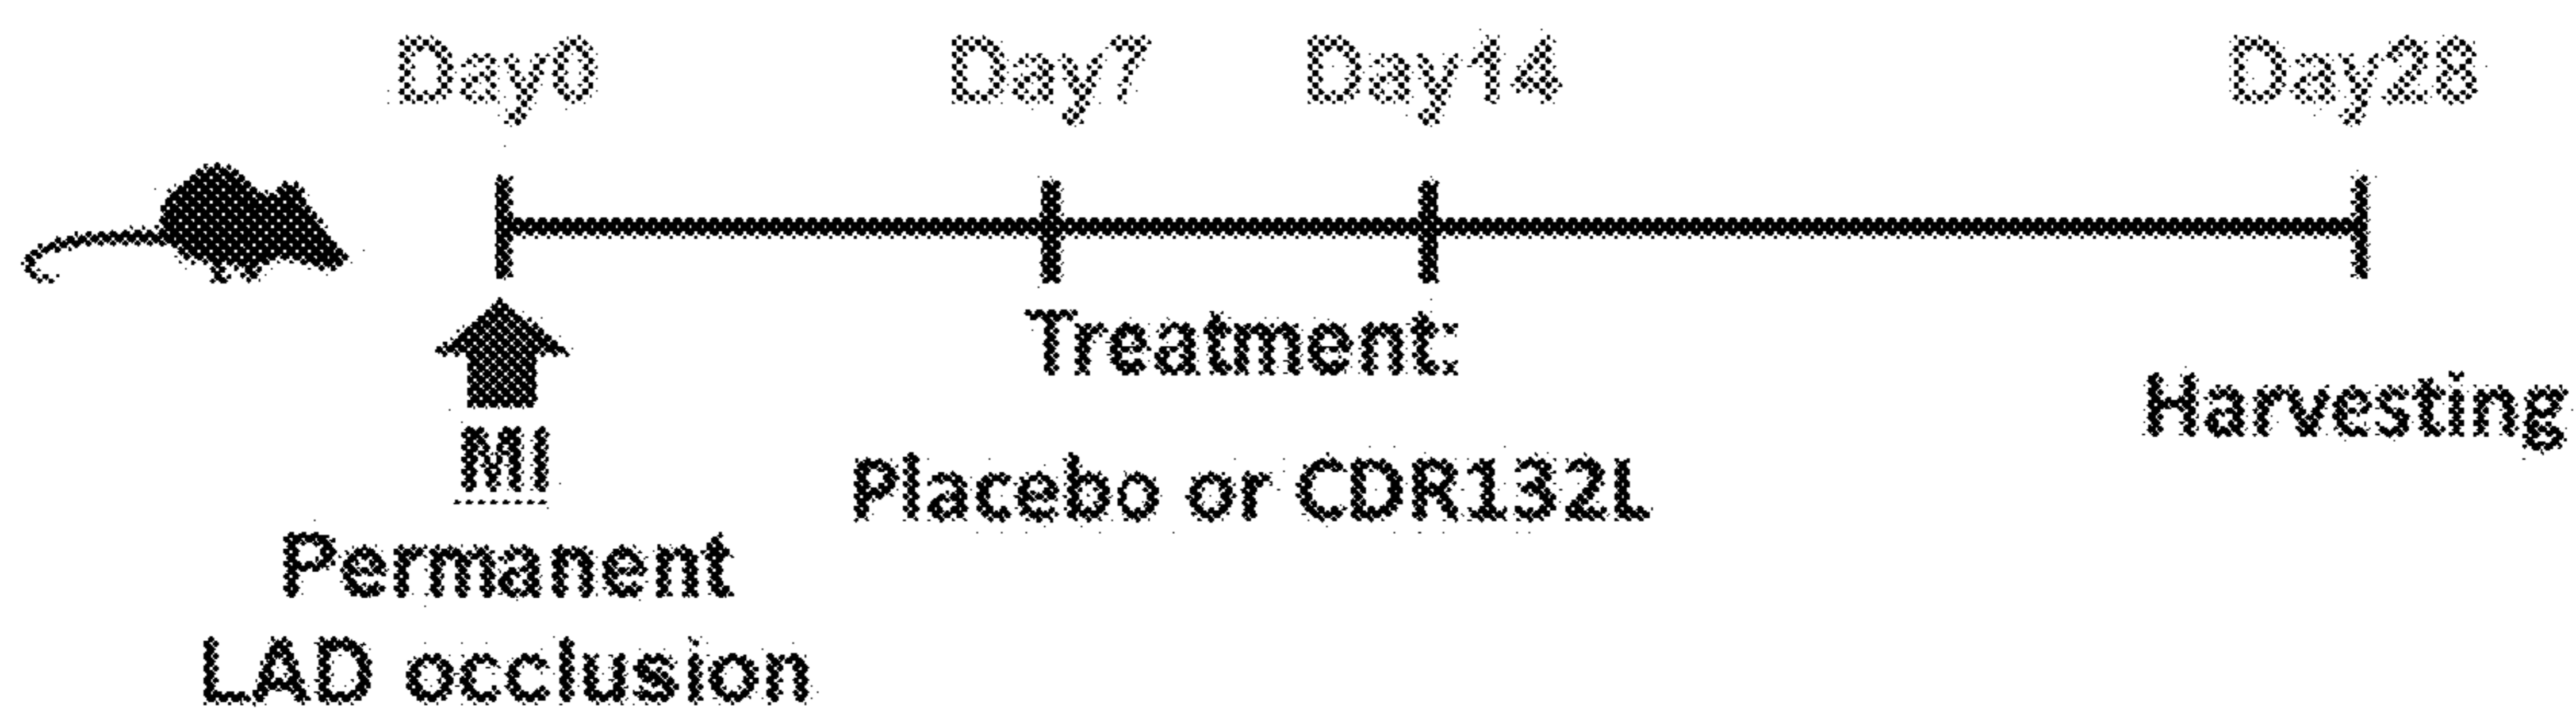 Day0 Day7 Day14 Day28
Treatment:
Harvesting
MI
Placebo or CDR132L
Permanent
LAD occlusion